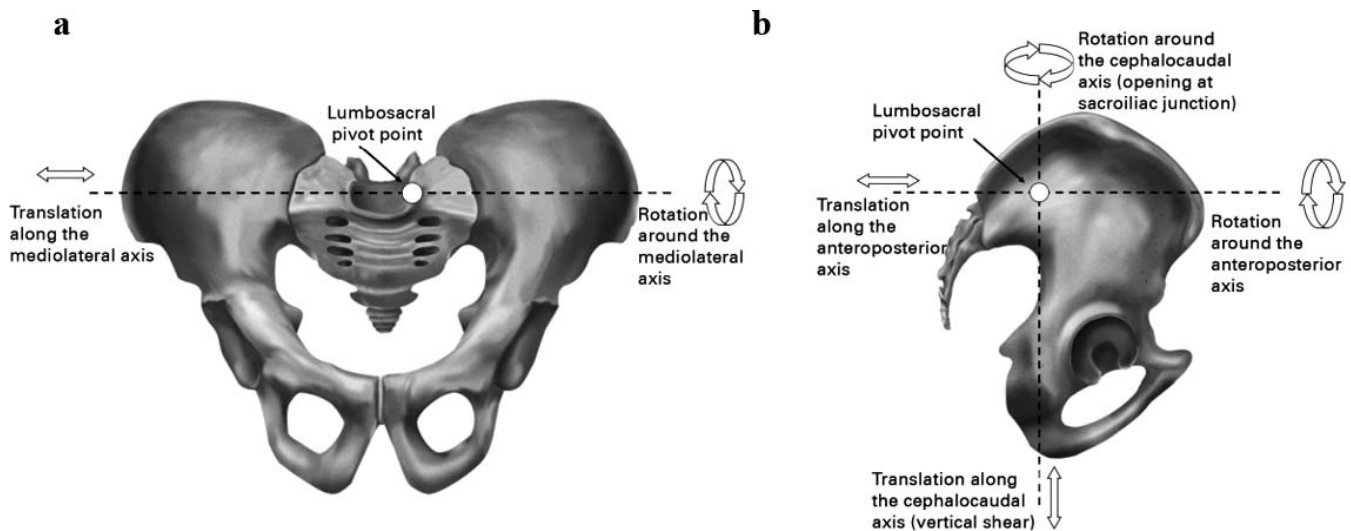 a
Lumbosacral
pivot point
Translation
along the
mediolateral axis
Rotation
around the
mediolateral
axis
b
Rotation around
the cephalocaudal
axis (opening at
sacroiliac junction)
Lumbosacral
pivot point
Translation
along the
anteroposterior
axis
Rotation
around the
anteroposterior
axis
Translation along
the cephalocaudal
axis (vertical shear)